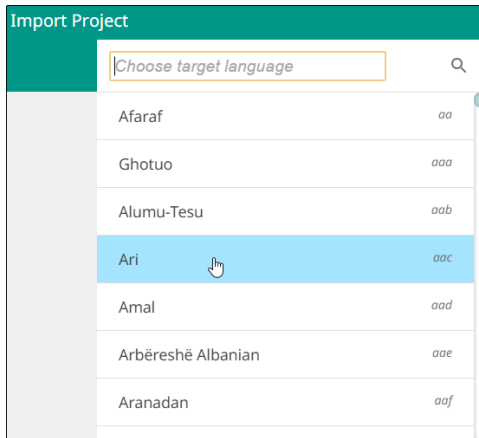 Import Project
Choose target language
Afaraf aa
Ghotuo aaa
Alumu-Tesu aab
Ari aac
Amal aad
Arbëreshë Albanian aae
Aranadan aaf